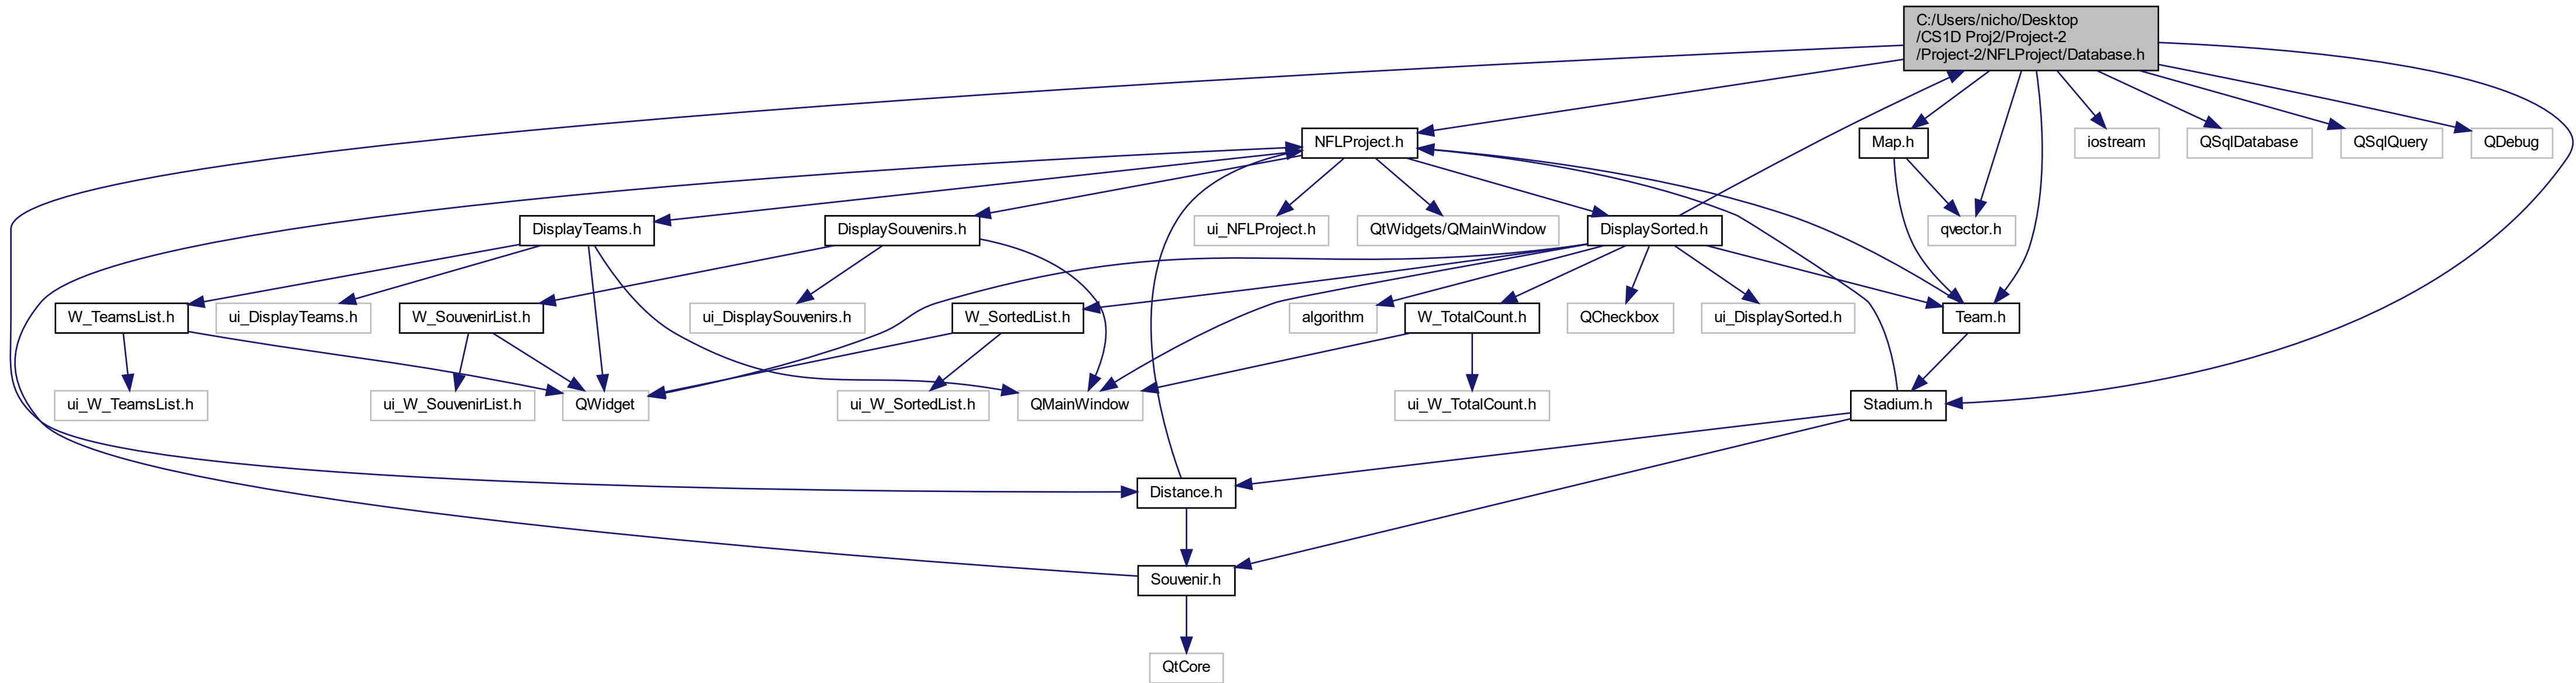 C:/Users/nicho/Desktop
/CS1D Proj2/Project-2
/Project-2/NFLProject/Database.h
NFLProject.h
Map.h
iostream
QSqlDatabase
QSqlQuery
QDebug
DisplayTeams.h
DisplaySouvenirs.h
ui_NFLProject.h
QtWidgets/QMainWindow
DisplaySorted.h
qvector.h
W_TeamsList.h
ui_DisplayTeams.h
W_SouvenirList.h
ui_DisplaySouvenirs.h
W_SortedList.h
algorithm
W_TotalCount.h
QCheckbox
ui_DisplaySorted.h
Team.h
ui_W_TeamsList.h
ui_W_SouvenirList.h
QWidget
ui_W_SortedList.h
QMainWindow
ui_W_TotalCount.h
Stadium.h
Distance.h
Souvenir.h
QtCore